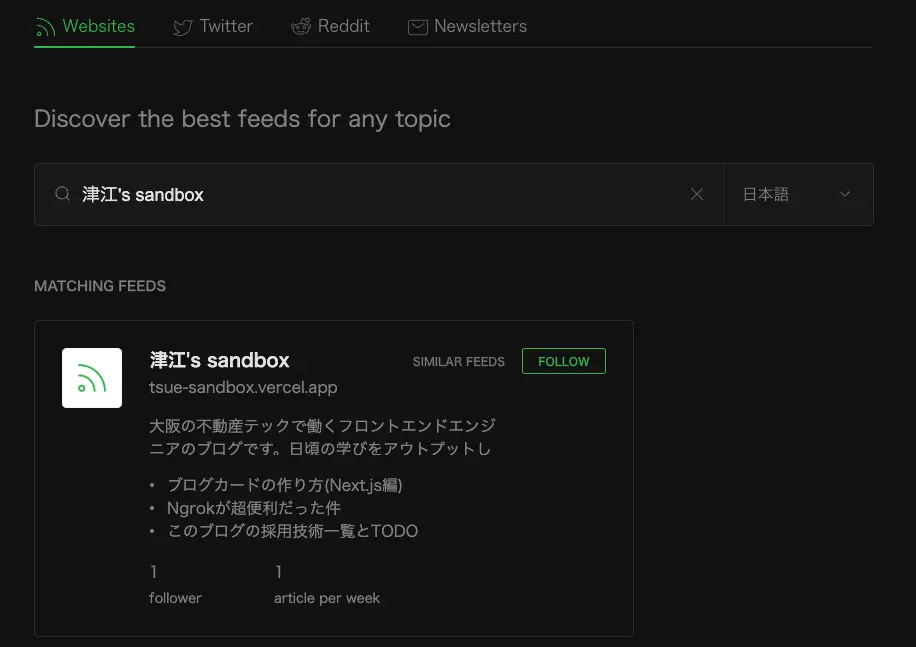 Websites Twitter Reddit Newsletters
Discover the best feeds for any topic
津江's sandbox 日本語
MATCHING FEEDS
津江's sandbox SIMILAR FEEDS FOLLOW
tsue-sandbox.vercel.app
大阪の不動産テックで働くフロントエンドエンジ
ニアのブログです。日頃の学びをアウトプットし
• ブログカードの作り方(Next.js編)
• Ngrokが超便利だった件
• このブログの採用技術一覧とTODO
1 1
follower article per week